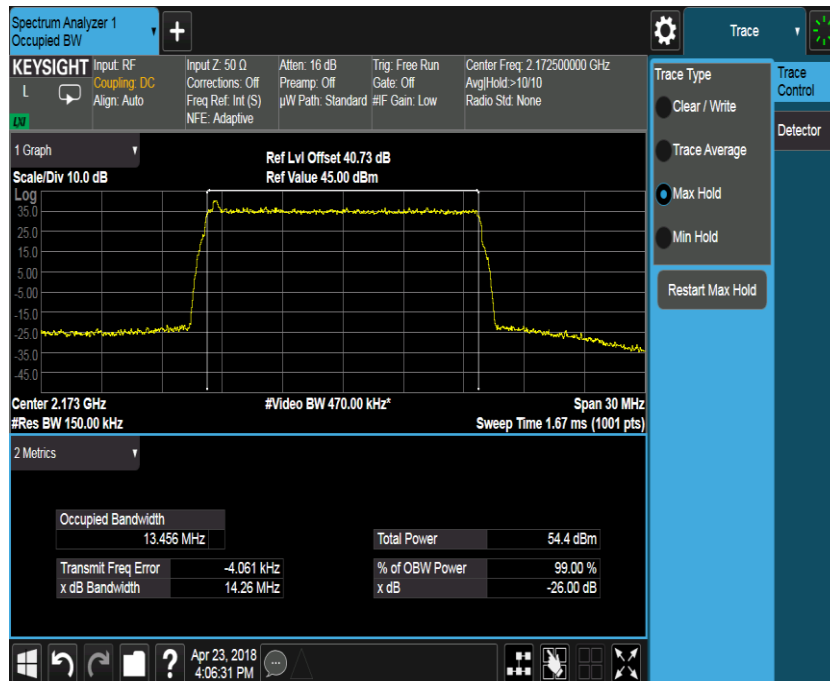 Spectrum Analyzer 1
Occupied BW
+
Trace
KEYSIGHT
L
LXI
Input: RF
Coupling: DC
Align: Auto
Input Z: 50 Ω
Corrections: Off
Freq Ref: Int (S)
NFE: Adaptive
Atten: 16 dB
Preamp: Off
µW Path: Standard
Trig: Free Run
Gate: Off
#IF Gain: Low
Center Freq: 2.172500000 GHz
Avg|Hold:>10/10
Radio Std: None
Trace Type
Clear / Write
Trace Average
Max Hold
Min Hold
Restart Max Hold
Trace
Control
Detector
1 Graph
Scale/Div 10.0 dB
Ref Lvl Offset 40.73 dB
Ref Value 45.00 dBm
Log
35.0
25.0
15.0
5.00
-5.00
-15.0
-25.0
-35.0
-45.0
Center 2.173 GHz
#Video BW 470.00 kHz*
Span 30 MHz
#Res BW 150.00 kHz
Sweep Time 1.67 ms (1001 pts)
2 Metrics
Occupied Bandwidth
13.456 MHz
Total Power 54.4 dBm
Transmit Freq Error -4.061 kHz
% of OBW Power 99.00 %
x dB Bandwidth 14.26 MHz
x dB -26.00 dB
?
Apr 23, 2018
4:06:31 PM